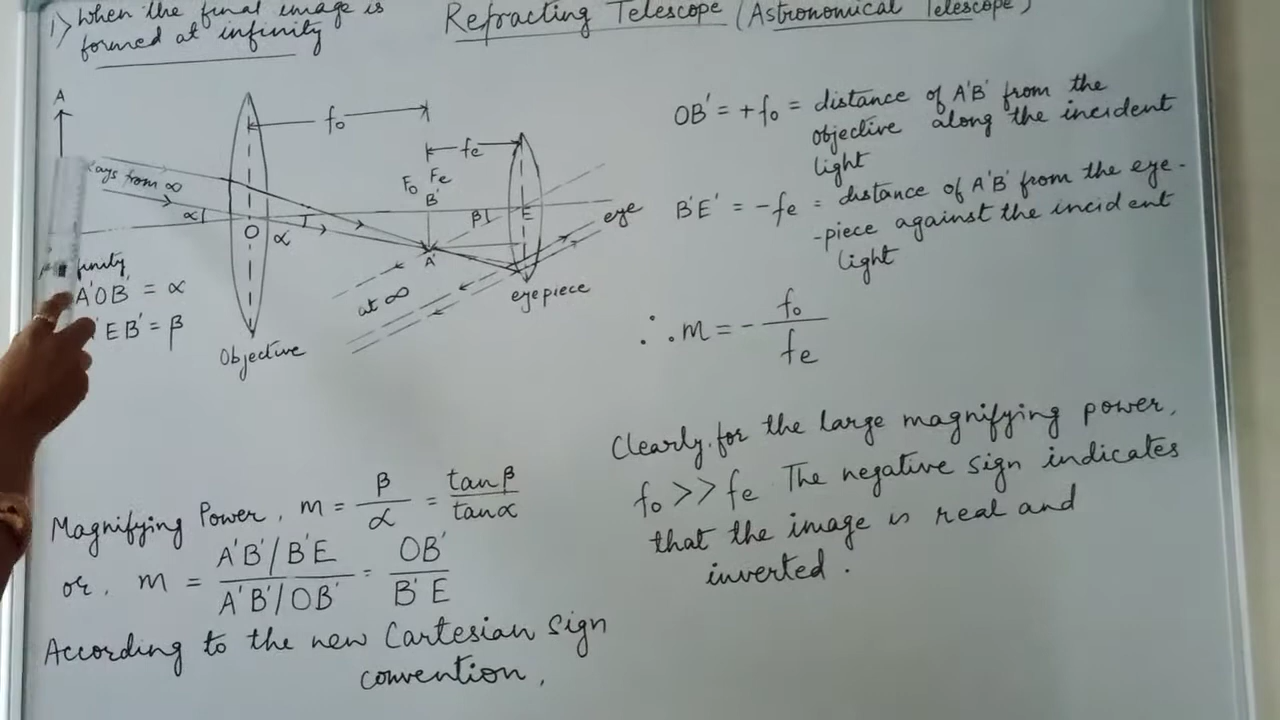 1) When the final image is
formed at infinity
Refracting Telescope (Astronomical Telescope)
A
fo
fe
Rays from ∞
Fo Fe
B'
α
O
α
β
E
eye
A'
at ∞
eyepiece
A'OB' = α
EB' = β
Objective
OB' = +fo = distance of A'B' from the
objective along the incident
light
B'E' = -fe = distance of A'B' from the eye-
-piece against the incident
light
∴ m = - fo / fe
Magnifying Power, m = β / α = tanβ / tanα
or, m = A'B'/B'E / A'B'/OB' = OB' / B'E
According to the new Cartesian sign
convention,
Clearly, for the large magnifying power,
fo >> fe The negative sign indicates
that the image is real and
inverted.